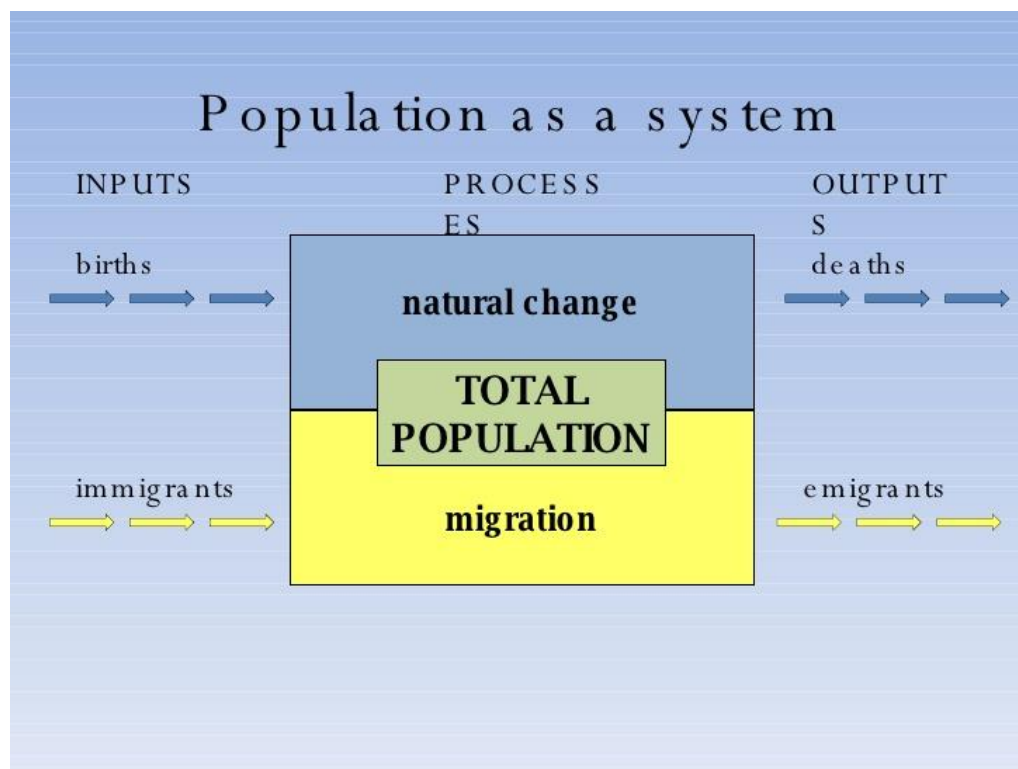 Population as a system
INPUTS
PROCESS
ES
OUTPUT
S
births
deaths
natural change
TOTAL
POPULATION
immigrants
emigrants
migration